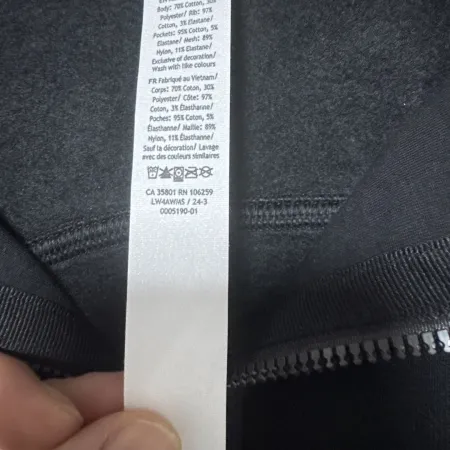 Body: 70% Cotton, 30%
Polyester/ Rib: 97%
Cotton, 3% Elastane/
Pockets: 95% Cotton, 5%
Elastane/ Mesh: 89%
Nylon, 11% Elastane/
Exclusive of decoration/
Wash with like colours
FR Fabriqué au Vietnam/
Corps: 70% Coton, 30%
Polyester/ Côte: 97%
Coton, 3% Élasthanne/
Poches: 95% Coton, 5%
Élasthanne/ Maille: 89%
Nylon, 11% Élasthanne/
Sauf la décoration/ Lavage
avec des couleurs similaires
CA 35801 RN 106259
LW4AWMS / 24-3
0005190-01